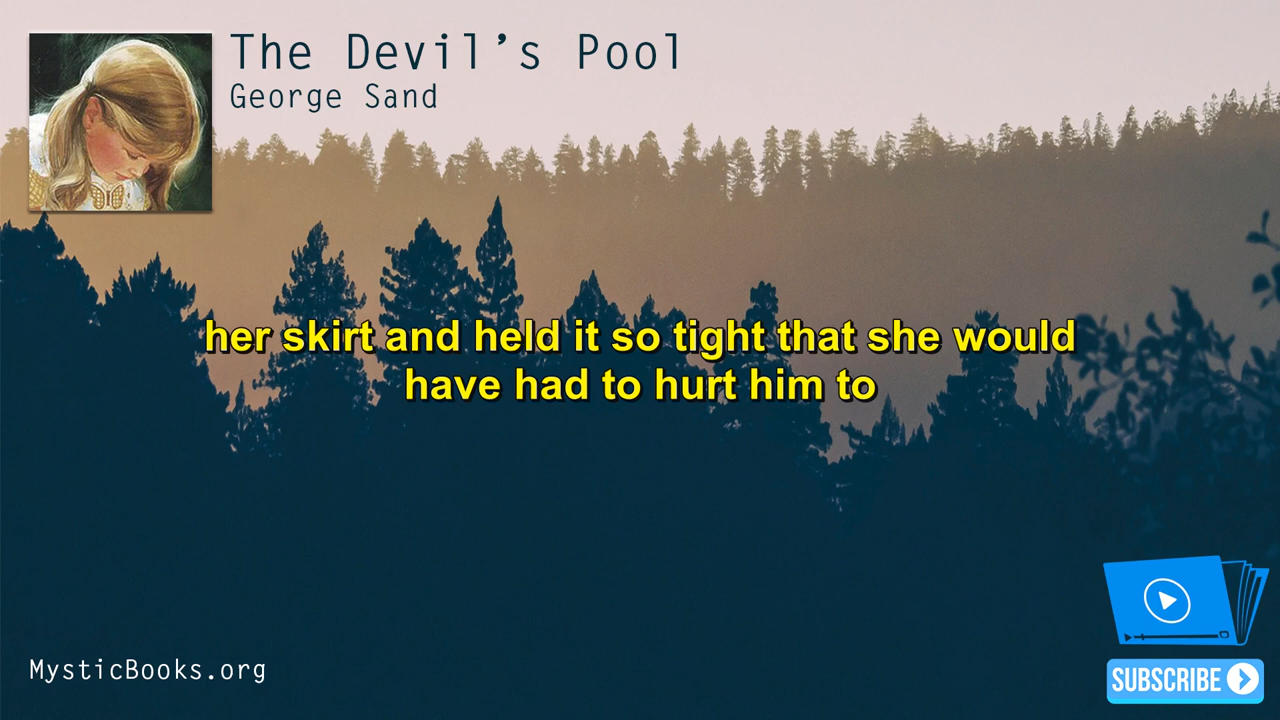 The Devil’s Pool
George Sand
her skirt and held it so tight that she would
have had to hurt him to
MysticBooks.org
SUBSCRIBE